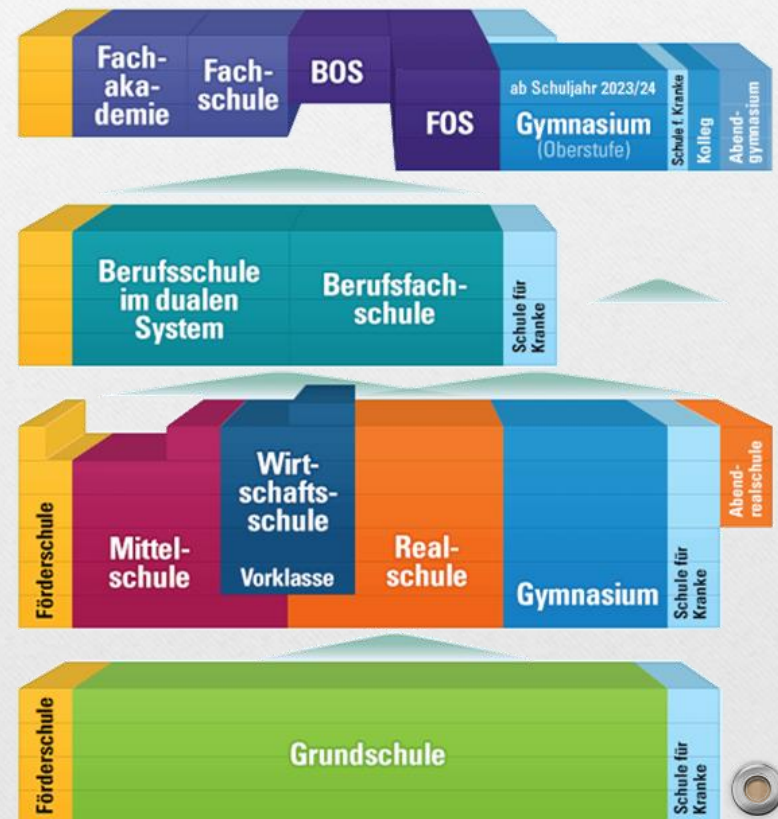 Fach-
aka-
demie
Fach-
schule
BOS
FOS
ab Schuljahr 2023/24
Gymnasium
(Oberstufe)
Schule f. Kranke
Kolleg
Abend-
gymnasium
Berufsschule
im dualen
System
Berufsfach-
schule
Schule für
Kranke
Förderschule
Mittel-
schule
Wirt-
schafts-
schule
Vorklasse
Real-
schule
Gymnasium
Schule für
Kranke
Abend-
realschule
Förderschule
Grundschule
Schule für
Kranke